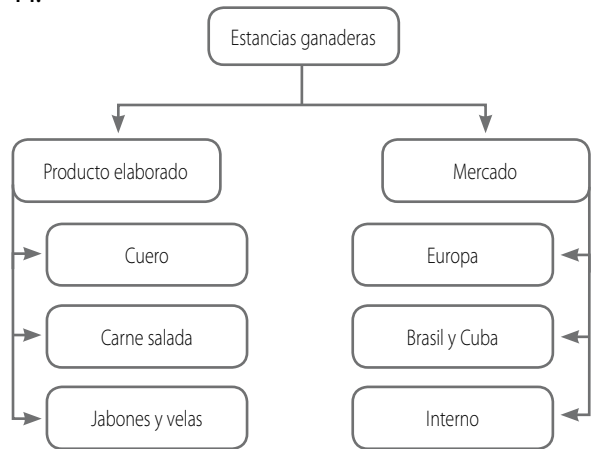 Estancias ganaderas
Producto elaborado
Mercado
Cuero
Europa
Carne salada
Brasil y Cuba
Jabones y velas
Interno